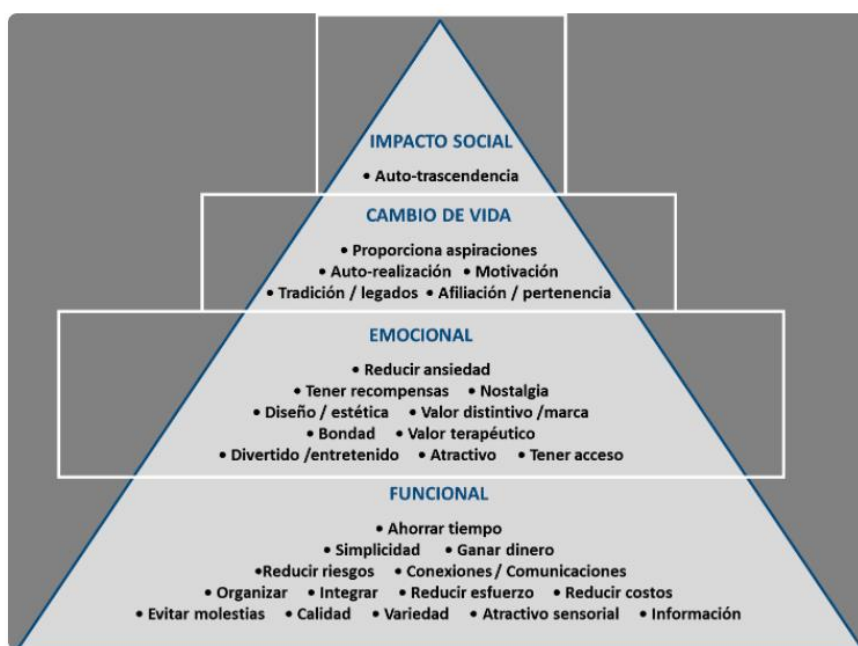 IMPACTO SOCIAL
• Auto-trascendencia
CAMBIO DE VIDA
• Proporciona aspiraciones
• Auto-realización • Motivación
• Tradición / legados • Afiliación / pertenencia
EMOCIONAL
• Reducir ansiedad
• Tener recompensas • Nostalgia
• Diseño / estética • Valor distintivo /marca
• Bondad • Valor terapéutico
• Divertido /entretenido • Atractivo • Tener acceso
FUNCIONAL
• Ahorrar tiempo
• Simplicidad • Ganar dinero
•Reducir riesgos • Conexiones / Comunicaciones
• Organizar • Integrar • Reducir esfuerzo • Reducir costos
• Evitar molestias • Calidad • Variedad • Atractivo sensorial • Información